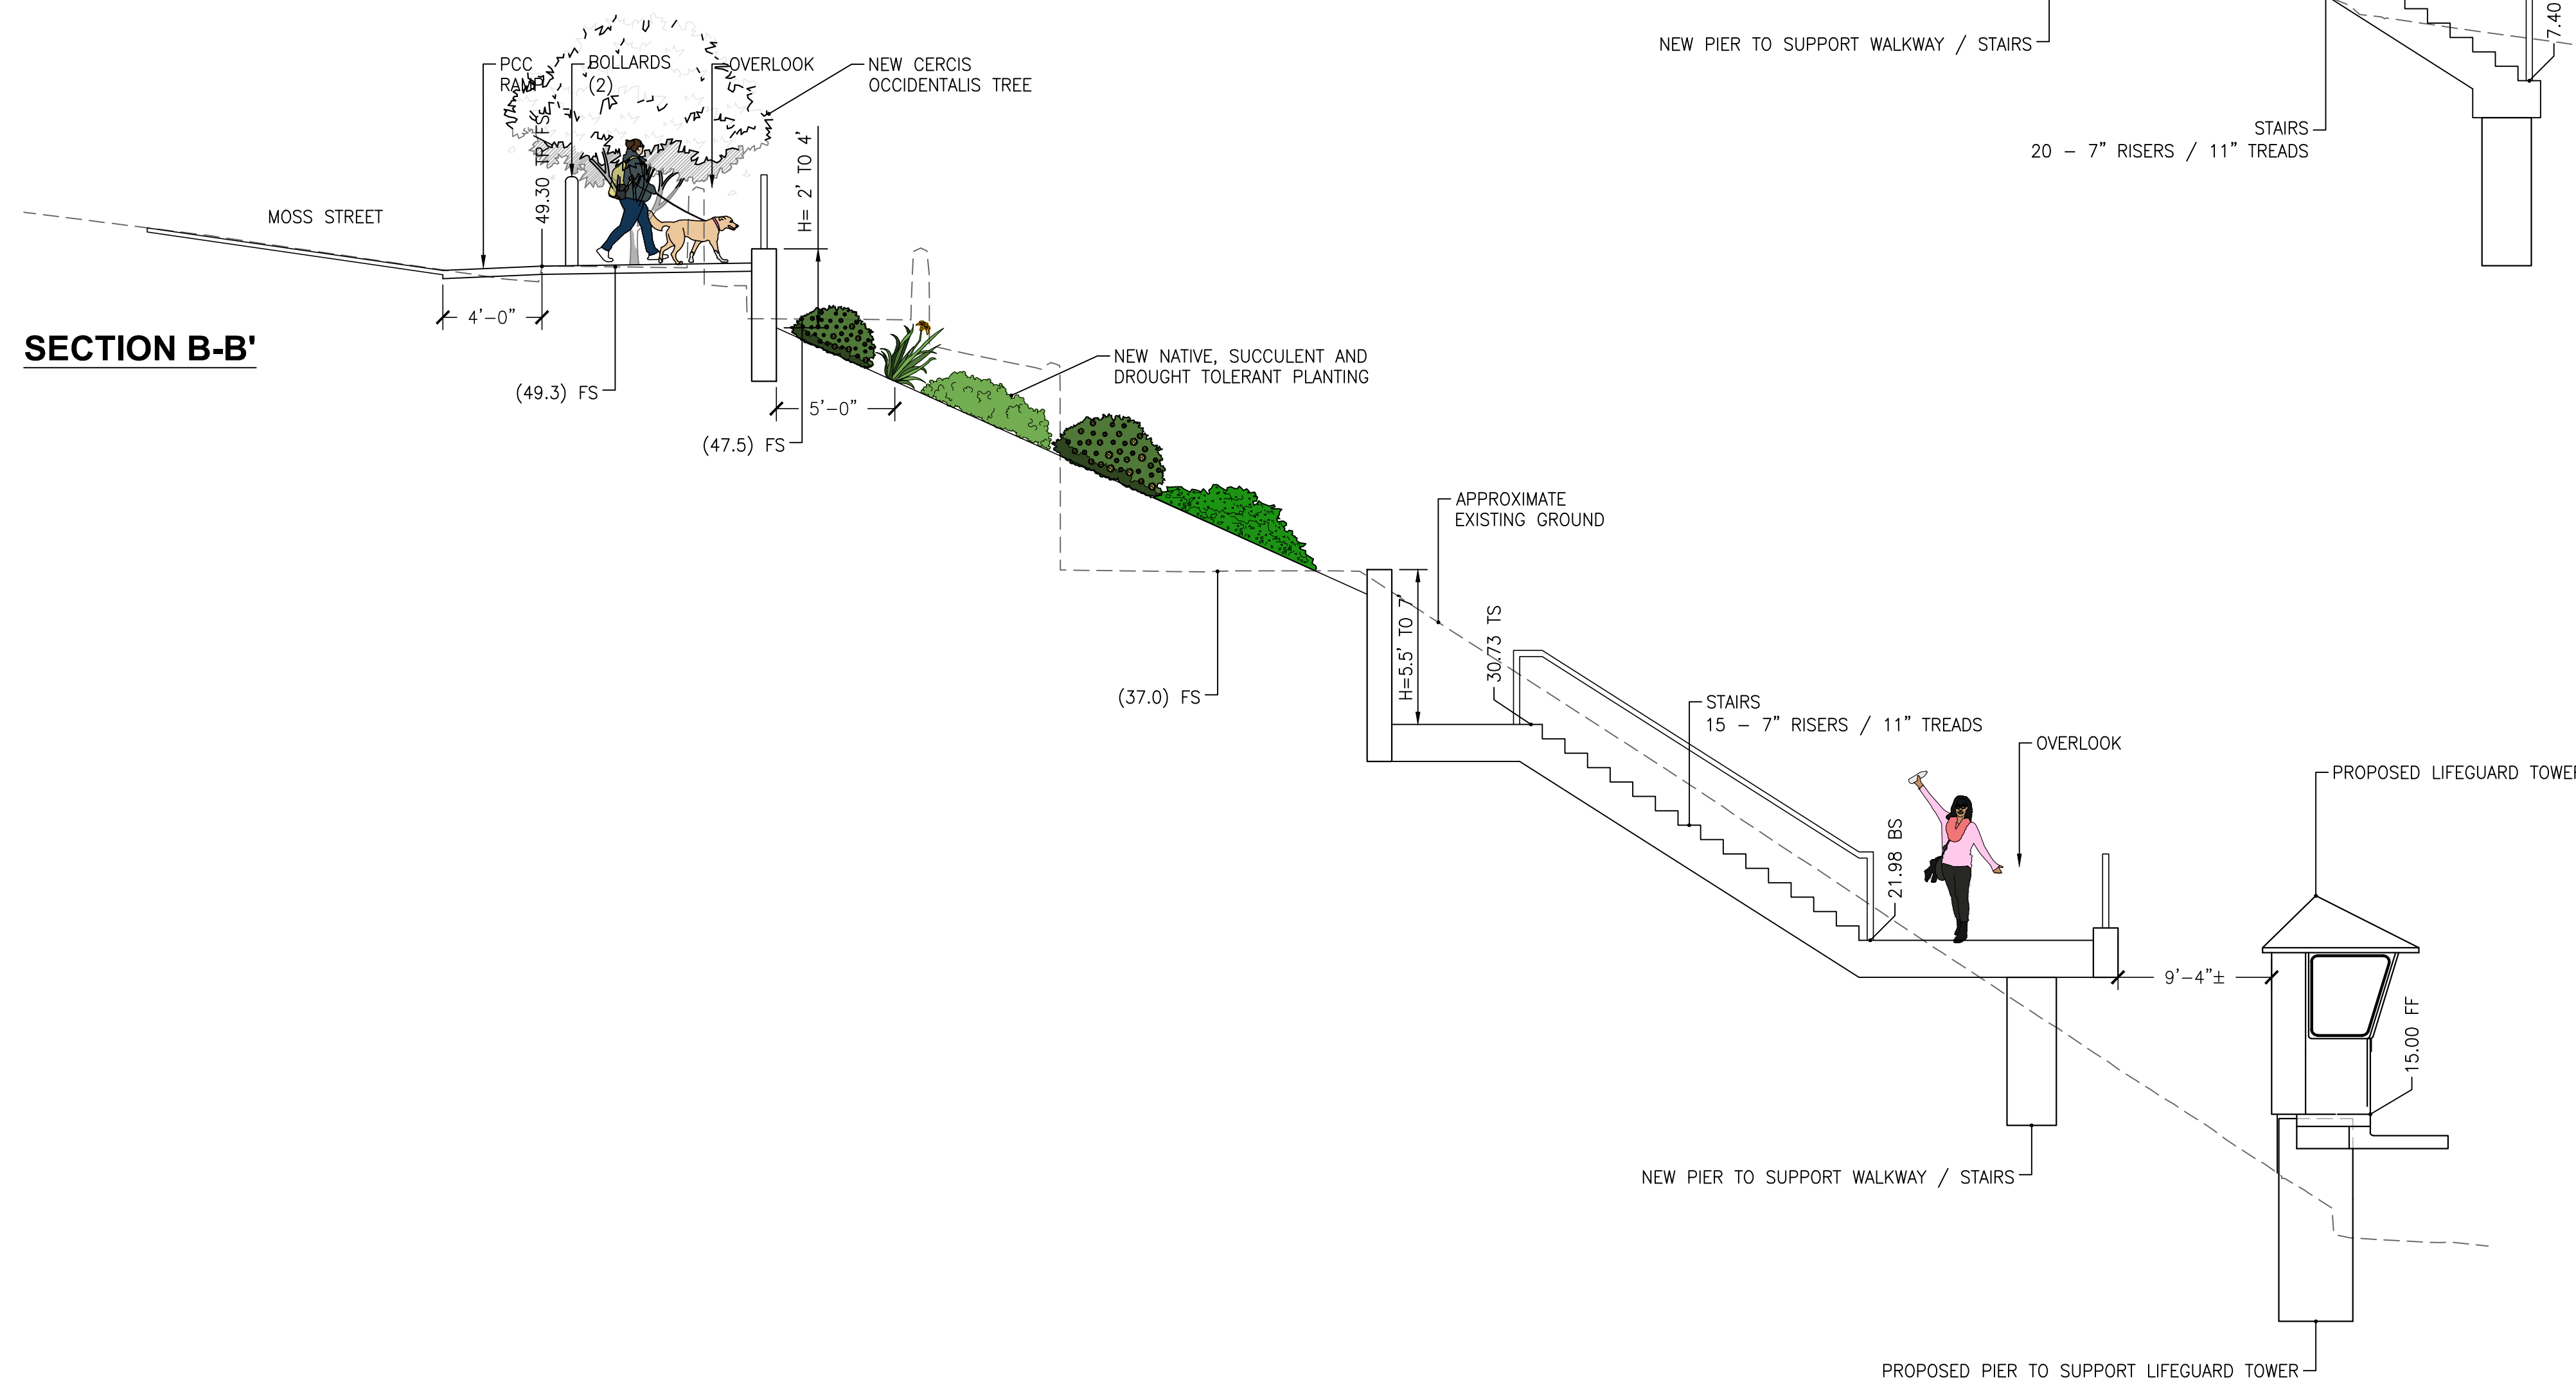 NEW PIER TO SUPPORT WALKWAY / STAIRS
7.40
STAIRS
20 – 7" RISERS / 11" TREADS
PCC
RAMP
BOLLARDS
(2)
OVERLOOK
NEW CERCIS
OCCIDENTALIS TREE
49.30 TR/FS
H= 2' TO 4'
MOSS STREET
4'-0"
SECTION B-B'
(49.3) FS
(47.5) FS
5'-0"
NEW NATIVE, SUCCULENT AND
DROUGHT TOLERANT PLANTING
APPROXIMATE
EXISTING GROUND
(37.0) FS
H=5.5' TO 7'
30.73 TS
STAIRS
15 – 7" RISERS / 11" TREADS
OVERLOOK
PROPOSED LIFEGUARD TOWER
21.98 BS
9'-4"±
15.00 FF
NEW PIER TO SUPPORT WALKWAY / STAIRS
PROPOSED PIER TO SUPPORT LIFEGUARD TOWER